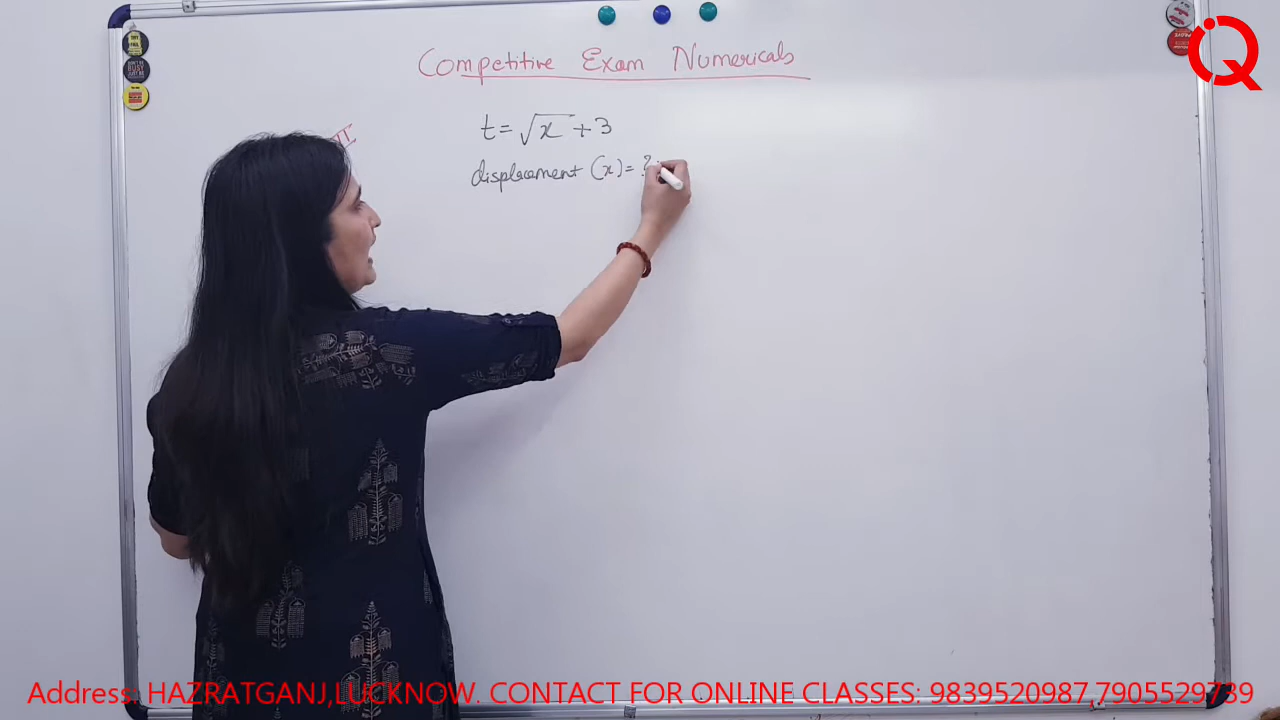 Competitive Exam Numericals
t = √x + 3
displacement (x) = ?
Address: HAZRATGANJ,LUCKNOW. CONTACT FOR ONLINE CLASSES: 9839520987,7905529739